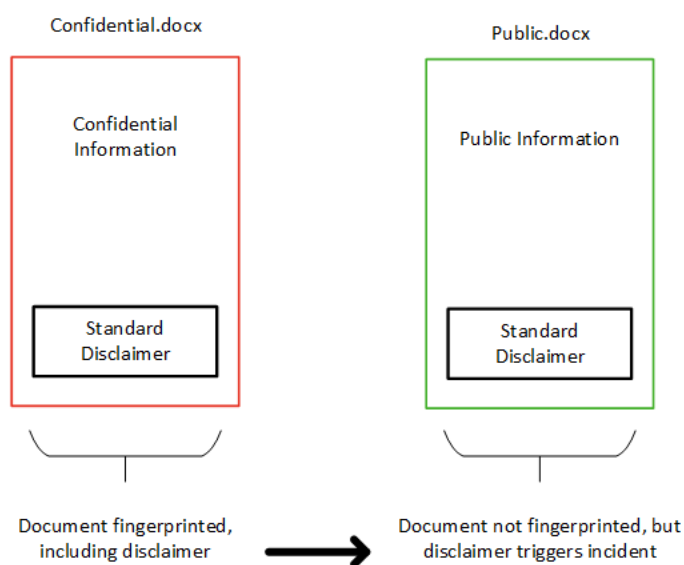 Confidential.docx
Confidential
Information
Standard
Disclaimer
Document fingerprinted,
including disclaimer
Public.docx
Public Information
Standard
Disclaimer
Document not fingerprinted, but
disclaimer triggers incident